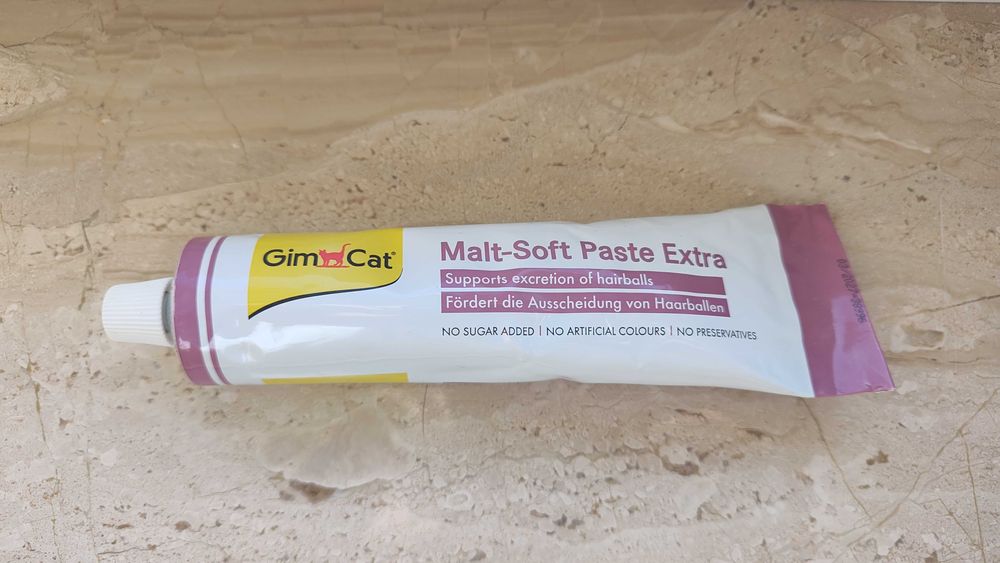 GimCat®
Malt-Soft Paste Extra
Supports excretion of hairballs
Fördert die Ausscheidung von Haarballen
NO SUGAR ADDED | NO ARTIFICIAL COLOURS | NO PRESERVATIVES